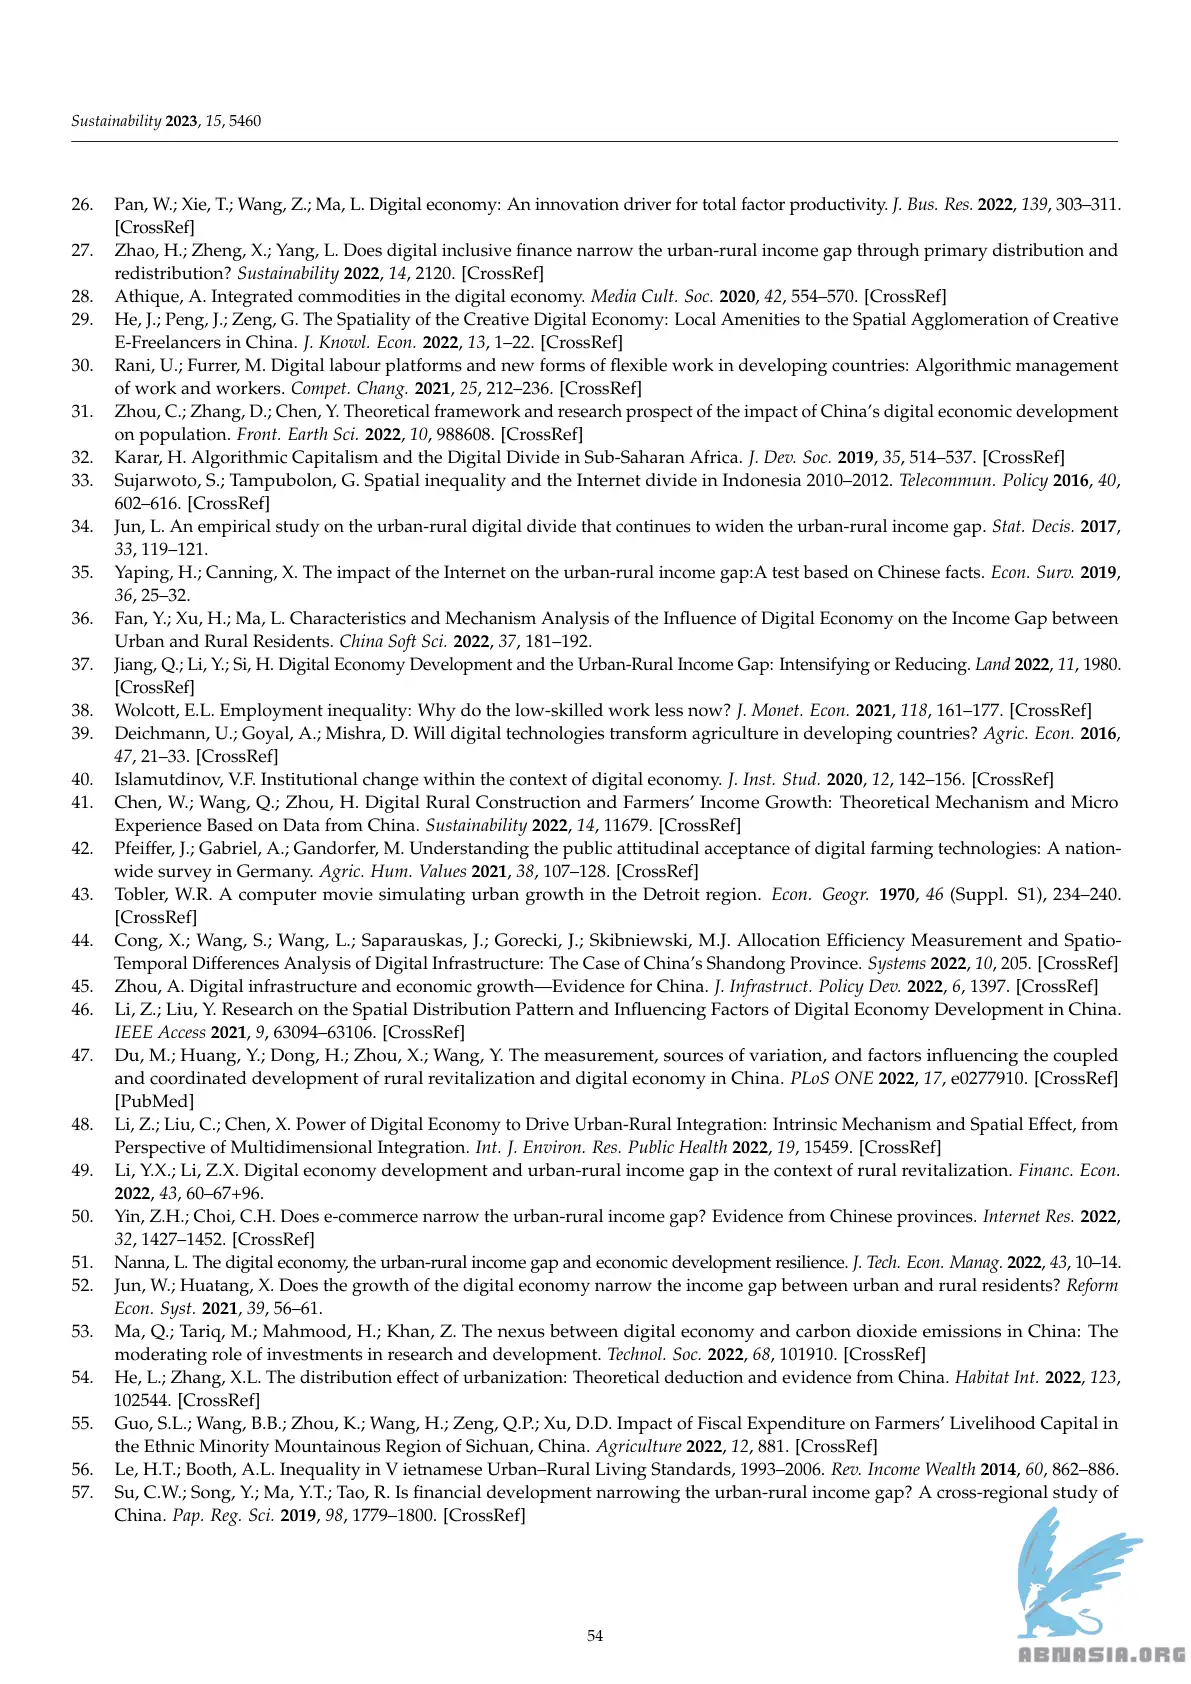 Sustainability 2023, 15, 5460
26. Pan, W.; Xie, T.; Wang, Z.; Ma, L. Digital economy: An innovation driver for total factor productivity. J. Bus. Res. 2022, 139, 303–311.
[CrossRef]
27. Zhao, H.; Zheng, X.; Yang, L. Does digital inclusive finance narrow the urban-rural income gap through primary distribution and
redistribution? Sustainability 2022, 14, 2120. [CrossRef]
28. Athique, A. Integrated commodities in the digital economy. Media Cult. Soc. 2020, 42, 554–570. [CrossRef]
29. He, J.; Peng, J.; Zeng, G. The Spatiality of the Creative Digital Economy: Local Amenities to the Spatial Agglomeration of Creative
E-Freelancers in China. J. Knowl. Econ. 2022, 13, 1–22. [CrossRef]
30. Rani, U.; Furrer, M. Digital labour platforms and new forms of flexible work in developing countries: Algorithmic management
of work and workers. Compet. Chang. 2021, 25, 212–236. [CrossRef]
31. Zhou, C.; Zhang, D.; Chen, Y. Theoretical framework and research prospect of the impact of China's digital economic development
on population. Front. Earth Sci. 2022, 10, 988608. [CrossRef]
32. Karar, H. Algorithmic Capitalism and the Digital Divide in Sub-Saharan Africa. J. Dev. Soc. 2019, 35, 514–537. [CrossRef]
33. Sujarwoto, S.; Tampubolon, G. Spatial inequality and the Internet divide in Indonesia 2010–2012. Telecommun. Policy 2016, 40,
602–616. [CrossRef]
34. Jun, L. An empirical study on the urban-rural digital divide that continues to widen the urban-rural income gap. Stat. Decis. 2017,
33, 119–121.
35. Yaping, H.; Canning, X. The impact of the Internet on the urban-rural income gap:A test based on Chinese facts. Econ. Surv. 2019,
36, 25–32.
36. Fan, Y.; Xu, H.; Ma, L. Characteristics and Mechanism Analysis of the Influence of Digital Economy on the Income Gap between
Urban and Rural Residents. China Soft Sci. 2022, 37, 181–192.
37. Jiang, Q.; Li, Y.; Si, H. Digital Economy Development and the Urban-Rural Income Gap: Intensifying or Reducing. Land 2022, 11, 1980.
[CrossRef]
38. Wolcott, E.L. Employment inequality: Why do the low-skilled work less now? J. Monet. Econ. 2021, 118, 161–177. [CrossRef]
39. Deichmann, U.; Goyal, A.; Mishra, D. Will digital technologies transform agriculture in developing countries? Agric. Econ. 2016,
47, 21–33. [CrossRef]
40. Islamutdinov, V.F. Institutional change within the context of digital economy. J. Inst. Stud. 2020, 12, 142–156. [CrossRef]
41. Chen, W.; Wang, Q.; Zhou, H. Digital Rural Construction and Farmers' Income Growth: Theoretical Mechanism and Micro
Experience Based on Data from China. Sustainability 2022, 14, 11679. [CrossRef]
42. Pfeiffer, J.; Gabriel, A.; Gandorfer, M. Understanding the public attitudinal acceptance of digital farming technologies: A nation-
wide survey in Germany. Agric. Hum. Values 2021, 38, 107–128. [CrossRef]
43. Tobler, W.R. A computer movie simulating urban growth in the Detroit region. Econ. Geogr. 1970, 46 (Suppl. S1), 234–240.
[CrossRef]
44. Cong, X.; Wang, S.; Wang, L.; Saparauskas, J.; Gorecki, J.; Skibniewski, M.J. Allocation Efficiency Measurement and Spatio-
Temporal Differences Analysis of Digital Infrastructure: The Case of China's Shandong Province. Systems 2022, 10, 205. [CrossRef]
45. Zhou, A. Digital infrastructure and economic growth—Evidence for China. J. Infrastruct. Policy Dev. 2022, 6, 1397. [CrossRef]
46. Li, Z.; Liu, Y. Research on the Spatial Distribution Pattern and Influencing Factors of Digital Economy Development in China.
IEEE Access 2021, 9, 63094–63106. [CrossRef]
47. Du, M.; Huang, Y.; Dong, H.; Zhou, X.; Wang, Y. The measurement, sources of variation, and factors influencing the coupled
and coordinated development of rural revitalization and digital economy in China. PLoS ONE 2022, 17, e0277910. [CrossRef]
[PubMed]
48. Li, Z.; Liu, C.; Chen, X. Power of Digital Economy to Drive Urban-Rural Integration: Intrinsic Mechanism and Spatial Effect, from
Perspective of Multidimensional Integration. Int. J. Environ. Res. Public Health 2022, 19, 15459. [CrossRef]
49. Li, Y.X.; Li, Z.X. Digital economy development and urban-rural income gap in the context of rural revitalization. Financ. Econ.
2022, 43, 60–67+96.
50. Yin, Z.H.; Choi, C.H. Does e-commerce narrow the urban-rural income gap? Evidence from Chinese provinces. Internet Res. 2022,
32, 1427–1452. [CrossRef]
51. Nanna, L. The digital economy, the urban-rural income gap and economic development resilience. J. Tech. Econ. Manag. 2022, 43, 10–14.
52. Jun, W.; Huatang, X. Does the growth of the digital economy narrow the income gap between urban and rural residents? Reform
Econ. Syst. 2021, 39, 56–61.
53. Ma, Q.; Tariq, M.; Mahmood, H.; Khan, Z. The nexus between digital economy and carbon dioxide emissions in China: The
moderating role of investments in research and development. Technol. Soc. 2022, 68, 101910. [CrossRef]
54. He, L.; Zhang, X.L. The distribution effect of urbanization: Theoretical deduction and evidence from China. Habitat Int. 2022, 123,
102544. [CrossRef]
55. Guo, S.L.; Wang, B.B.; Zhou, K.; Wang, H.; Zeng, Q.P.; Xu, D.D. Impact of Fiscal Expenditure on Farmers' Livelihood Capital in
the Ethnic Minority Mountainous Region of Sichuan, China. Agriculture 2022, 12, 881. [CrossRef]
56. Le, H.T.; Booth, A.L. Inequality in V ietnamese Urban–Rural Living Standards, 1993–2006. Rev. Income Wealth 2014, 60, 862–886.
57. Su, C.W.; Song, Y.; Ma, Y.T.; Tao, R. Is financial development narrowing the urban-rural income gap? A cross-regional study of
China. Pap. Reg. Sci. 2019, 98, 1779–1800. [CrossRef]
54
ABNASIA.ORG